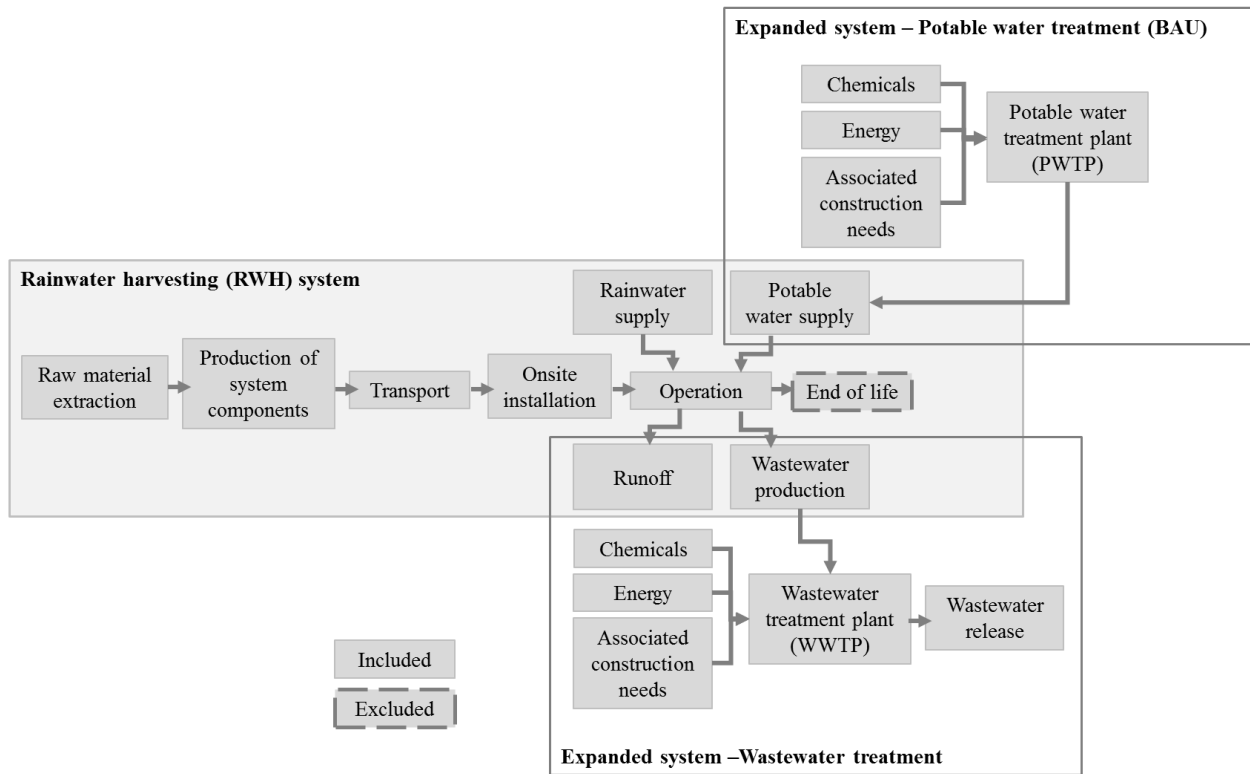 Expanded system – Potable water treatment (BAU)
Chemicals
Energy
Associated
construction
needs
Potable water
treatment plant
(PWTP)
Rainwater harvesting (RWH) system
Rainwater
supply
Potable
water supply
Raw material
extraction
Production of
system
components
Transport
Onsite
installation
Operation
End of life
Runoff
Wastewater
production
Chemicals
Energy
Associated
construction
needs
Wastewater
treatment plant
(WWTP)
Wastewater
release
Included
Excluded
Expanded system –Wastewater treatment